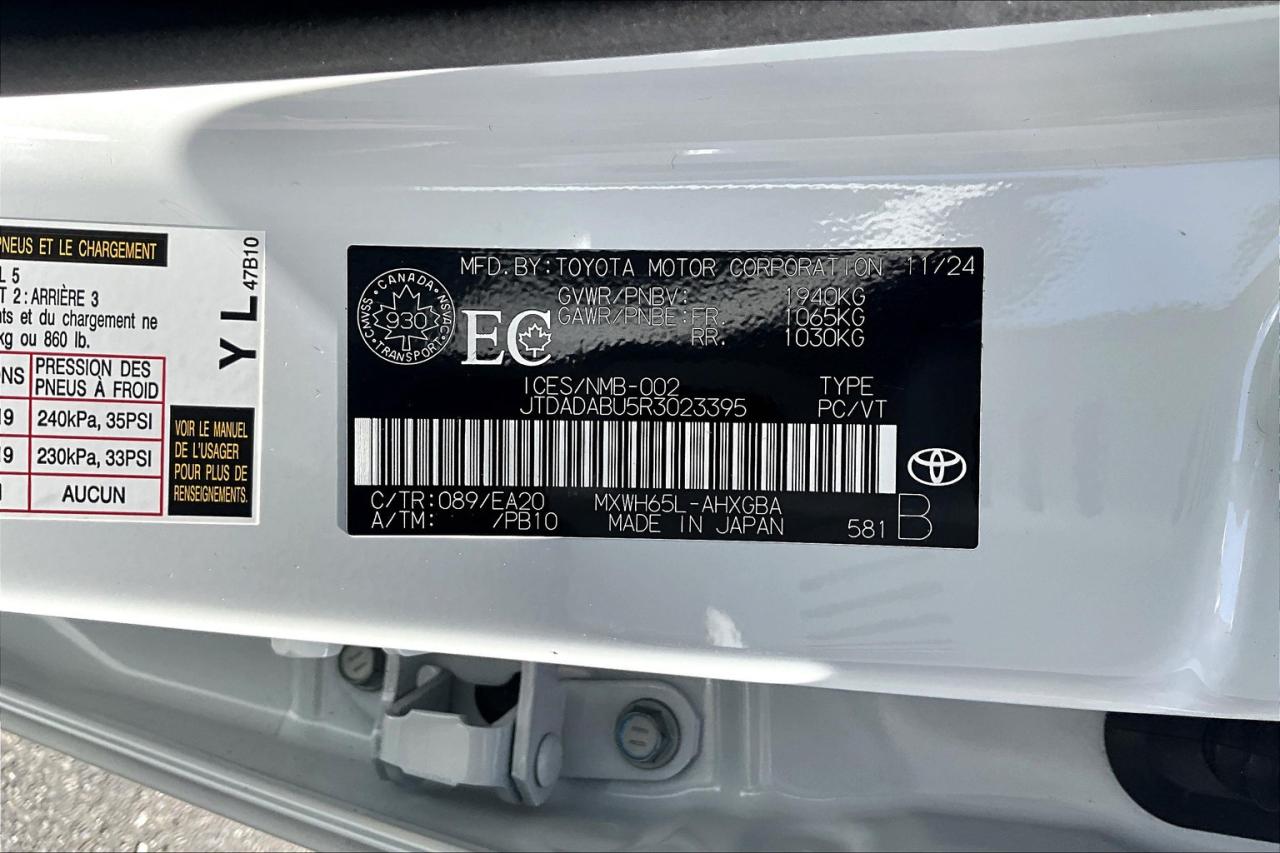 PNEUS ET LE CHARGEMENT
L 5
T 2 : ARRIÈRE 3
nts et du chargement ne
kg ou 860 lb.
ONS
PRESSION DES
PNEUS À FROID
19 240kPa, 35PSI
19 230kPa, 33PSI
AUCUN
47B10
YL
VOIR LE MANUEL
DE L'USAGER
POUR PLUS DE
RENSEIGNEMENTS.
MFD. BY: TOYOTA MOTOR CORPORATION 11/24
CANADA
CMVSS
NSVAC
930
TRANSPORT
EC
GVWR/PNBV: 1940KG
GAWR/PNBE: FR. 1065KG
RR. 1030KG
ICES/NMB-002 TYPE
JTDADABU5R3023395 PC/VT
C/TR: 089/EA20 MXWH65L-AHXGBA
A/TM: /PB10 MADE IN JAPAN 581 B